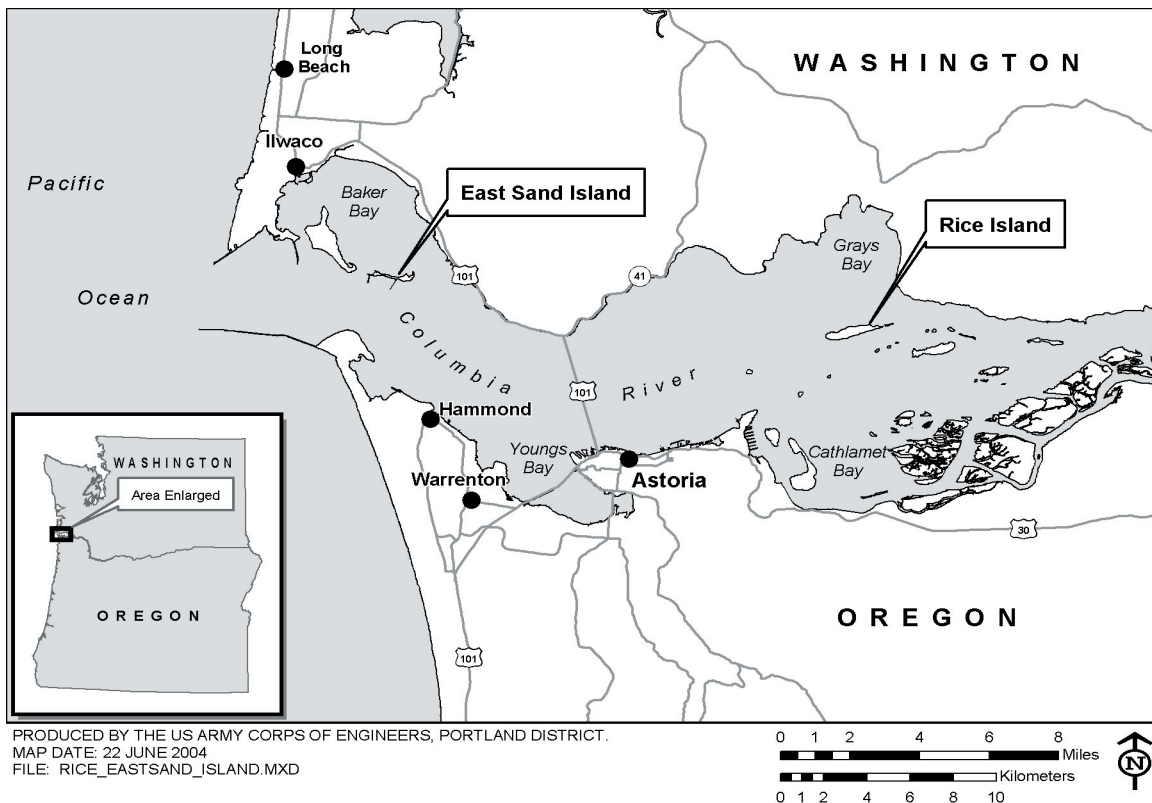 Long
Beach
WASHINGTON
Ilwaco
Pacific
Baker
Bay
East Sand Island
Rice Island
Grays
Bay
101
41
Ocean
Columbia
River
101
Hammond
Youngs
Bay
Cathlamet
Bay
Warrenton
Astoria
WASHINGTON
Area Enlarged
30
OREGON
OREGON
101
PRODUCED BY THE US ARMY CORPS OF ENGINEERS, PORTLAND DISTRICT.
MAP DATE: 22 JUNE 2004
FILE: RICE_EASTSAND_ISLAND.MXD
0 1 2 4 6 8
Miles
Kilometers
0 1 2 4 6 8 10
N